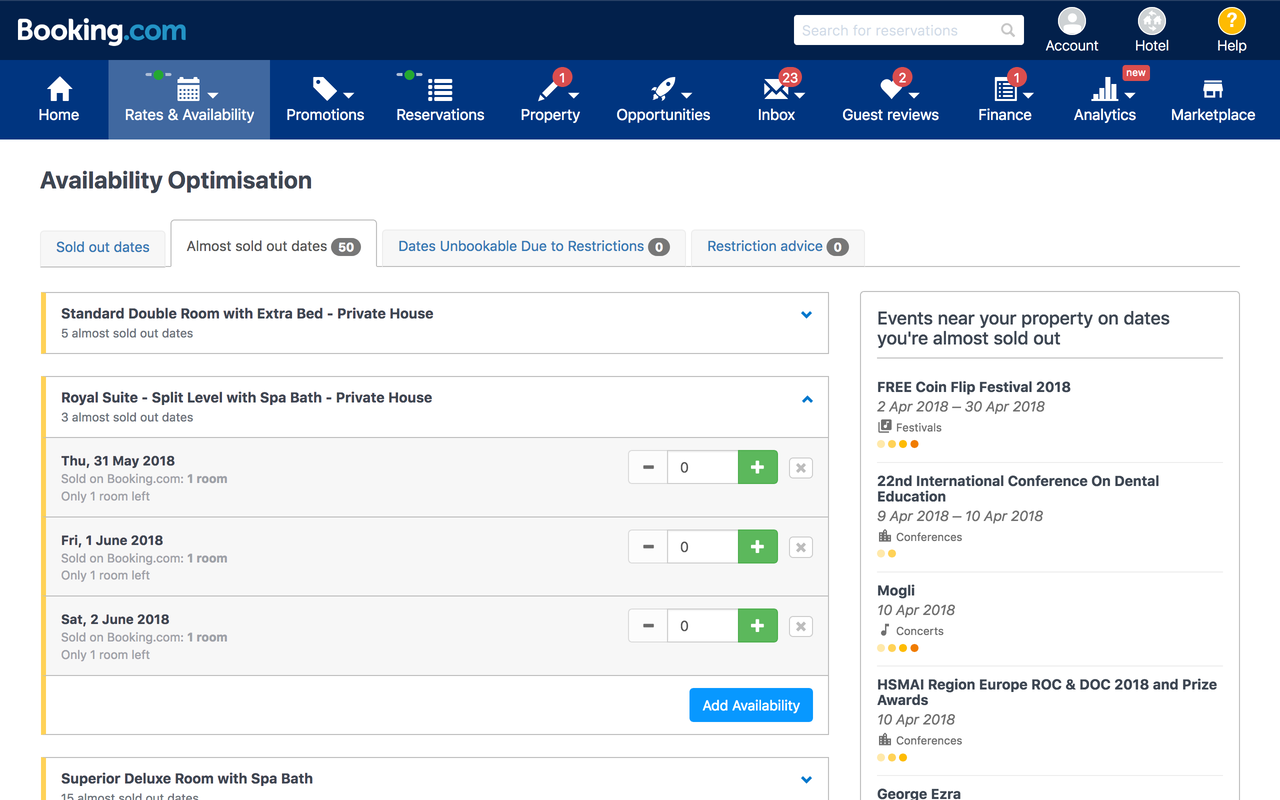 Booking.com
Search for reservations
Account
Hotel
?
Help
Home
Rates & Availability
Promotions
Reservations
1
Property
Opportunities
23
Inbox
2
Guest reviews
1
Finance
new
Analytics
Marketplace
Availability Optimisation
Sold out dates
Almost sold out dates 50
Dates Unbookable Due to Restrictions 0
Restriction advice 0
Standard Double Room with Extra Bed - Private House
5 almost sold out dates
Royal Suite - Split Level with Spa Bath - Private House
3 almost sold out dates
Thu, 31 May 2018
Sold on Booking.com: 1 room
Only 1 room left
0
Fri, 1 June 2018
Sold on Booking.com: 1 room
Only 1 room left
0
Sat, 2 June 2018
Sold on Booking.com: 1 room
Only 1 room left
0
Add Availability
Superior Deluxe Room with Spa Bath
15 almost sold out dates
Events near your property on dates
you're almost sold out
FREE Coin Flip Festival 2018
2 Apr 2018 – 30 Apr 2018
Festivals
22nd International Conference On Dental
Education
9 Apr 2018 – 10 Apr 2018
Conferences
Mogli
10 Apr 2018
Concerts
HSMAI Region Europe ROC & DOC 2018 and Prize
Awards
10 Apr 2018
Conferences
George Ezra